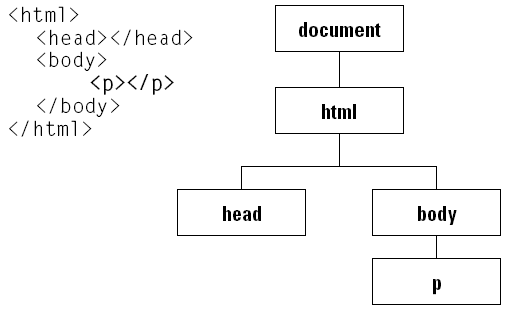 <html>
<head></head>
<body>
<p></p>
</body>
</html>
document
html
head
body
p